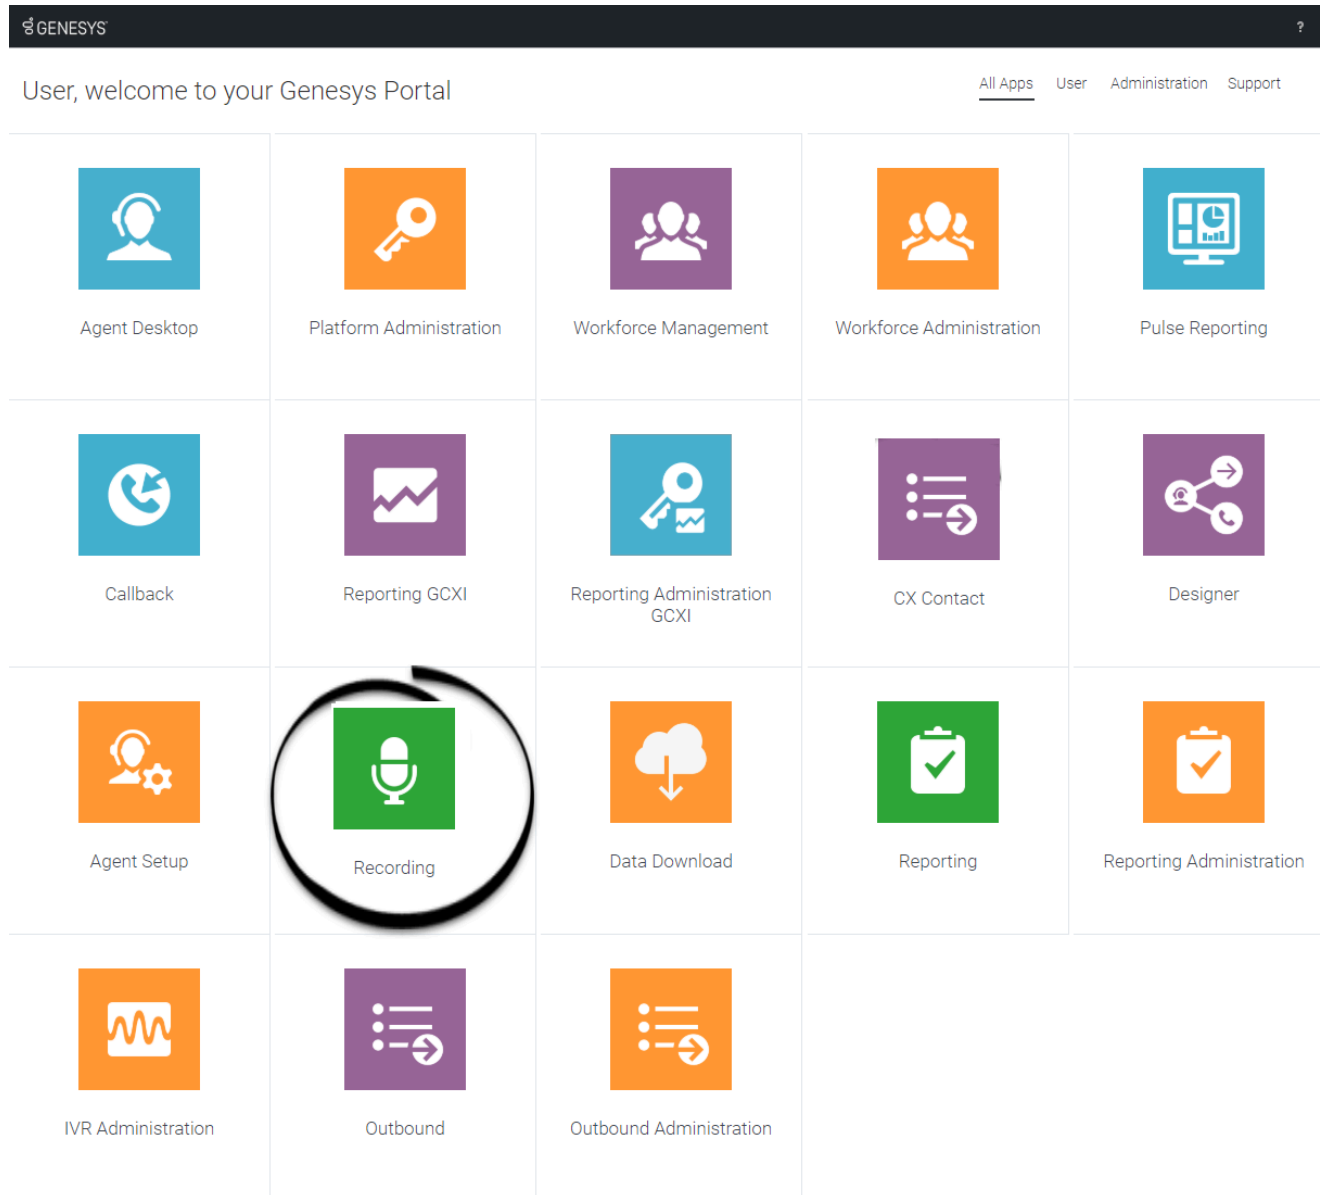 GENESYS
?
User, welcome to your Genesys Portal
All Apps User Administration Support
Agent Desktop
Platform Administration
Workforce Management
Workforce Administration
Pulse Reporting
Callback
Reporting GCXI
Reporting Administration
GCXI
CX Contact
Designer
Agent Setup
Recording
Data Download
Reporting
Reporting Administration
IVR Administration
Outbound
Outbound Administration